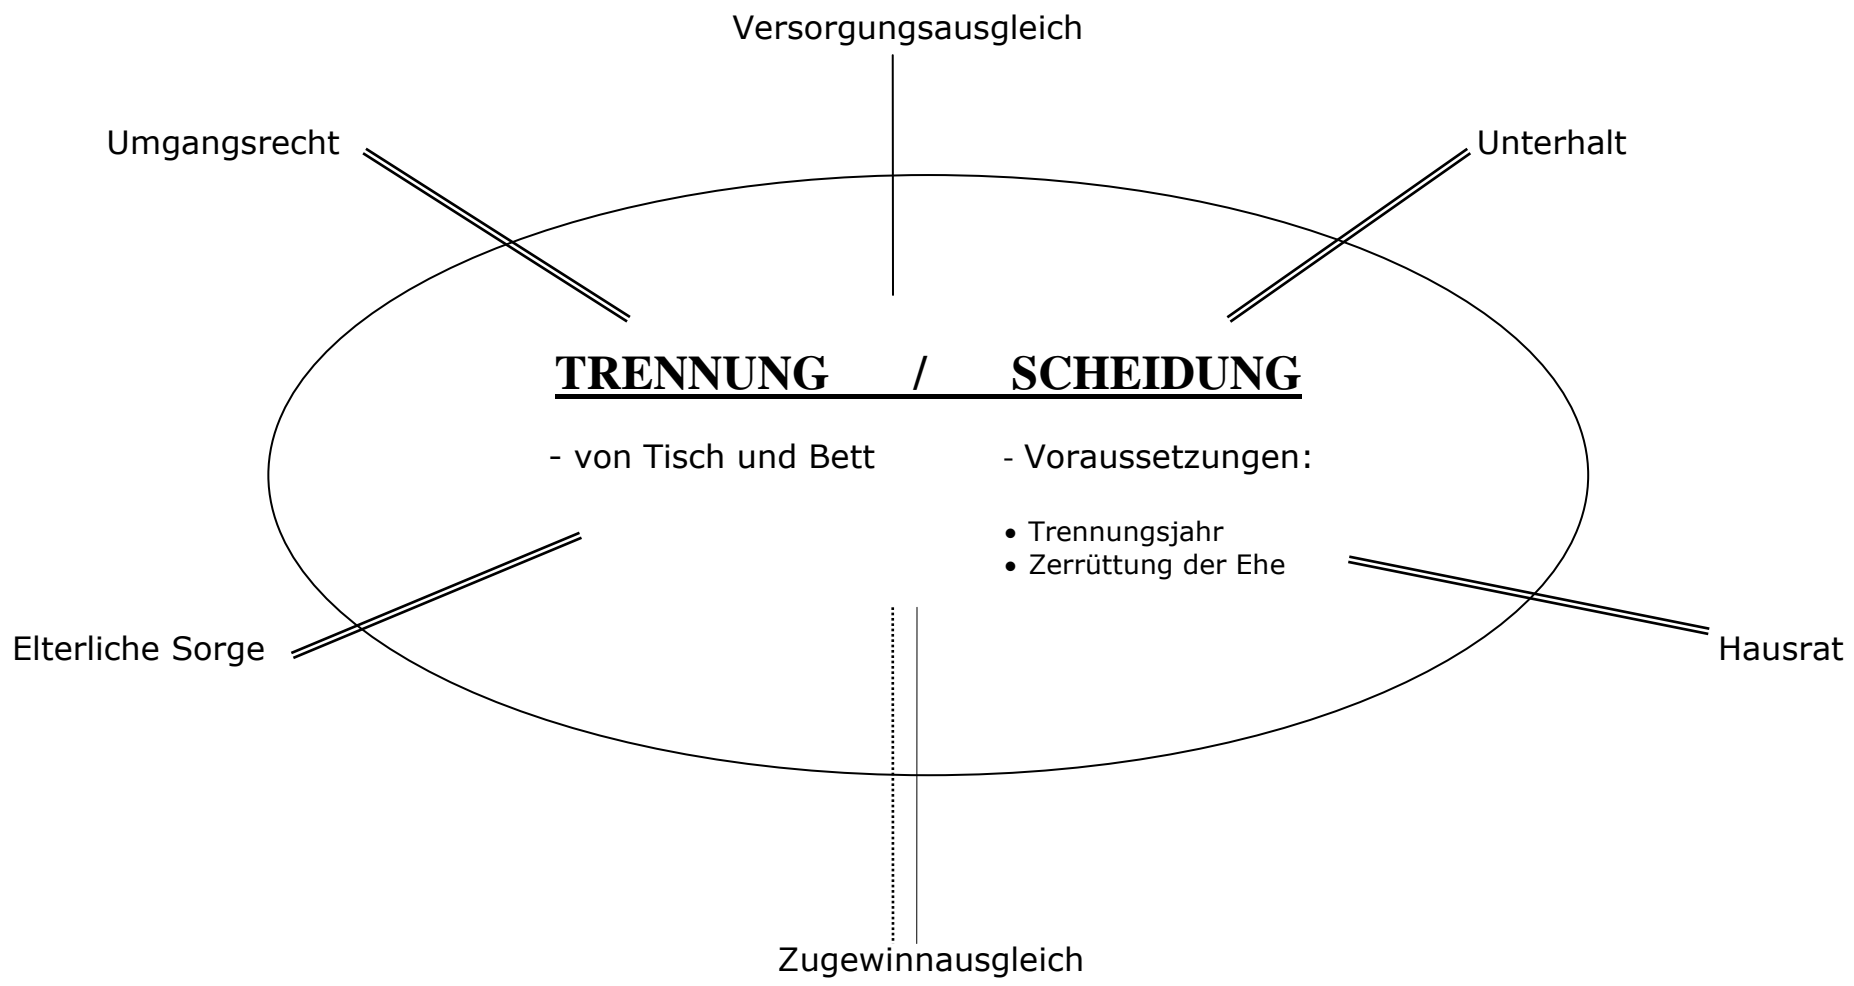 Versorgungsausgleich
Umgangsrecht
Unterhalt
TRENNUNG / SCHEIDUNG
- von Tisch und Bett
- Voraussetzungen:
• Trennungsjahr
• Zerrüttung der Ehe
Elterliche Sorge
Hausrat
Zugewinnausgleich